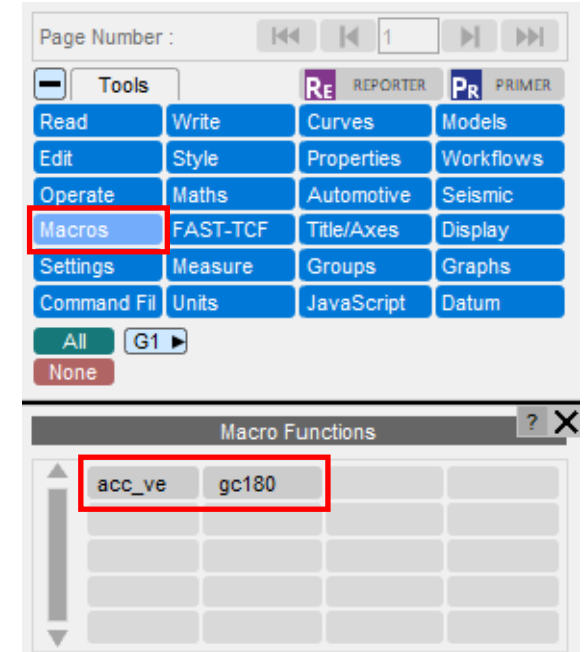 Page Number : 1
Tools RE REPORTER PR PRIMER
Read Write Curves Models
Edit Style Properties Workflows
Operate Maths Automotive Seismic
Macros FAST-TCF Title/Axes Display
Settings Measure Groups Graphs
Command Fil Units JavaScript Datum
All G1
None
? X
Macro Functions
acc_ve gc180